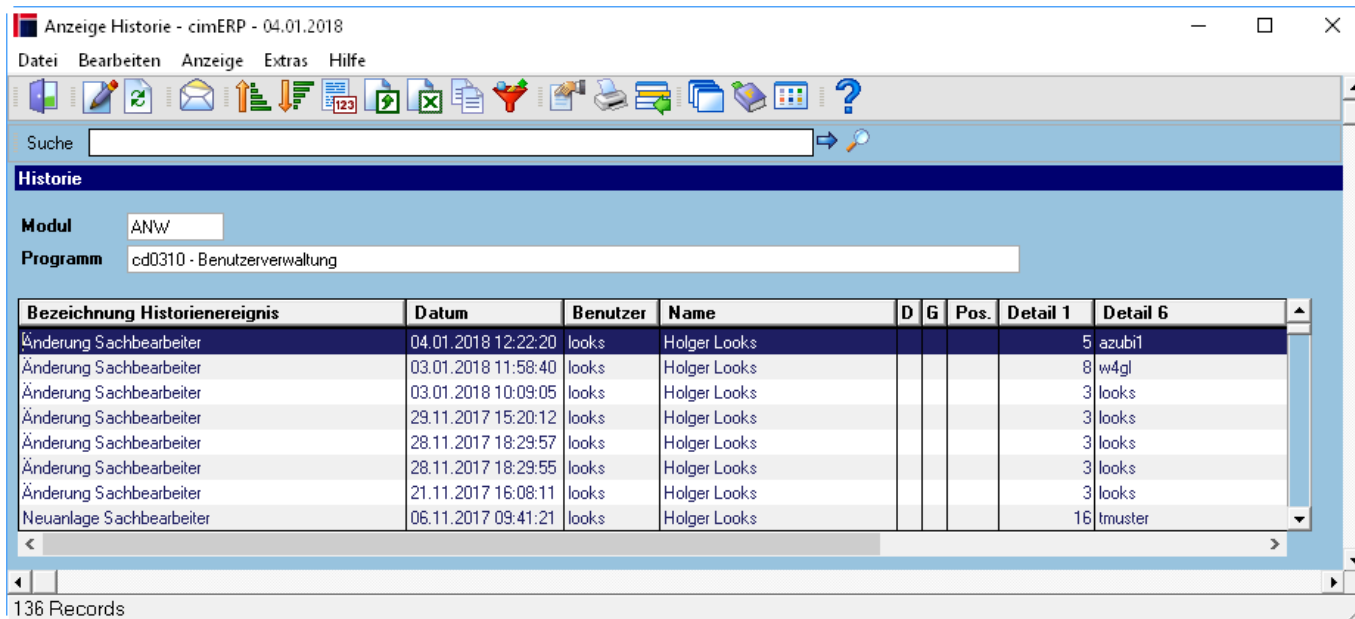 Anzeige Historie - cimERP - 04.01.2018
Datei Bearbeiten Anzeige Extras Hilfe
123
Suche
Historie
Modul ANW
Programm cd0310 - Benutzerverwaltung
Bezeichnung Historienereignis Datum Benutzer Name D G Pos. Detail 1 Detail 6
Änderung Sachbearbeiter 04.01.2018 12:22:20 looks Holger Looks 5 azubi1
Änderung Sachbearbeiter 03.01.2018 11:58:40 looks Holger Looks 8 w4gl
Änderung Sachbearbeiter 03.01.2018 10:09:05 looks Holger Looks 3 looks
Änderung Sachbearbeiter 29.11.2017 15:20:12 looks Holger Looks 3 looks
Änderung Sachbearbeiter 28.11.2017 18:29:57 looks Holger Looks 3 looks
Änderung Sachbearbeiter 28.11.2017 18:29:55 looks Holger Looks 3 looks
Änderung Sachbearbeiter 21.11.2017 16:08:11 looks Holger Looks 3 looks
Neuanlage Sachbearbeiter 06.11.2017 09:41:21 looks Holger Looks 16 tmuster
136 Records